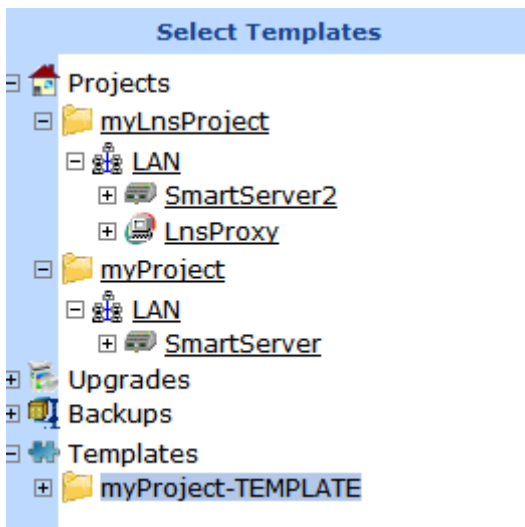 Select Templates
Projects
myLnsProject
LAN
SmartServer2
LnsProxy
myProject
LAN
SmartServer
Upgrades
Backups
Templates
myProject-TEMPLATE